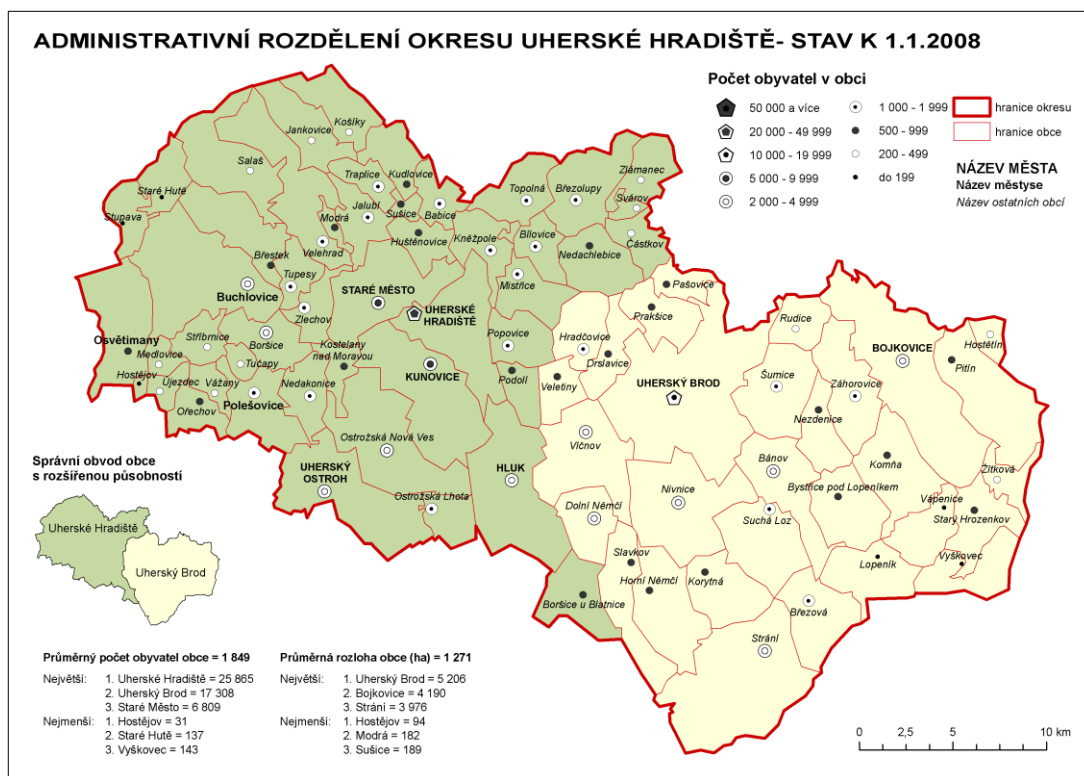 ADMINISTRATIVNÍ ROZDĚLENÍ OKRESU UHERSKÉ HRADIŠTĚ- STAV K 1.1.2008
Počet obyvatel v obci
50 000 a více
20 000 - 49 999
10 000 - 19 999
5 000 - 9 999
2 000 - 4 999
1 000 - 1 999
500 - 999
200 - 499
do 199
hranice okresu
hranice obce
NÁZEV MĚSTA
Název městyse
Název ostatních obcí
Košíky
Jankovice
Salaš
Staré Hutě
Stupava
Traplice
Kudlovice
Jalubí
Sušice
Babice
Modrá
Velehrad
Huštěnovice
Topolná
Březolupy
Zlámanec
Svárov
Částkov
Kněžpole
Bílovice
Nedachlebice
Mistřice
Břestek
Tupesy
Buchlovice
Zlechov
STARÉ MĚSTO
UHERSKÉ
HRADIŠTĚ
Pašovice
Prakšice
Osvětimany
Stříbrnice
Boršice
Medlovice
Tučapy
Hostějov
Újezdec
Vážany
Ořechov
Polešovice
Nedakonice
Kostelany
nad Moravou
KUNOVICE
Popovice
Podolí
Hradčovice
Drslavice
Veletiny
UHERSKÝ BROD
Rudice
Šumice
BOJKOVICE
Hostětín
Pitín
Záhorovice
Nezdenice
Ostrožská Nová Ves
UHERSKÝ
OSTROH
HLUK
Ostrožská Lhota
Vlčnov
Bánov
Komňa
Žítková
Bystřice pod Lopeníkem
Vápenice
Starý Hrozenkov
Nivnice
Dolní Němčí
Suchá Loz
Slavkov
Horní Němčí
Korytná
Lopeník
Vyškovec
Boršice u Blatnice
Březová
Strání
Správní obvod obce
s rozšířenou působností
Uherské Hradiště
Uherský Brod
Průměrný počet obyvatel obce = 1 849
Největší: 1. Uherské Hradiště = 25 865
2. Uherský Brod = 17 308
3. Staré Město = 6 809
Nejmenší: 1. Hostějov = 31
2. Staré Hutě = 137
3. Vyškovec = 143
Průměrná rozloha obce (ha) = 1 271
Největší: 1. Uherský Brod = 5 206
2. Bojkovice = 4 190
3. Strání = 3 976
Nejmenší: 1. Hostějov = 94
2. Modrá = 182
3. Sušice = 189
0 2,5 5 10 km